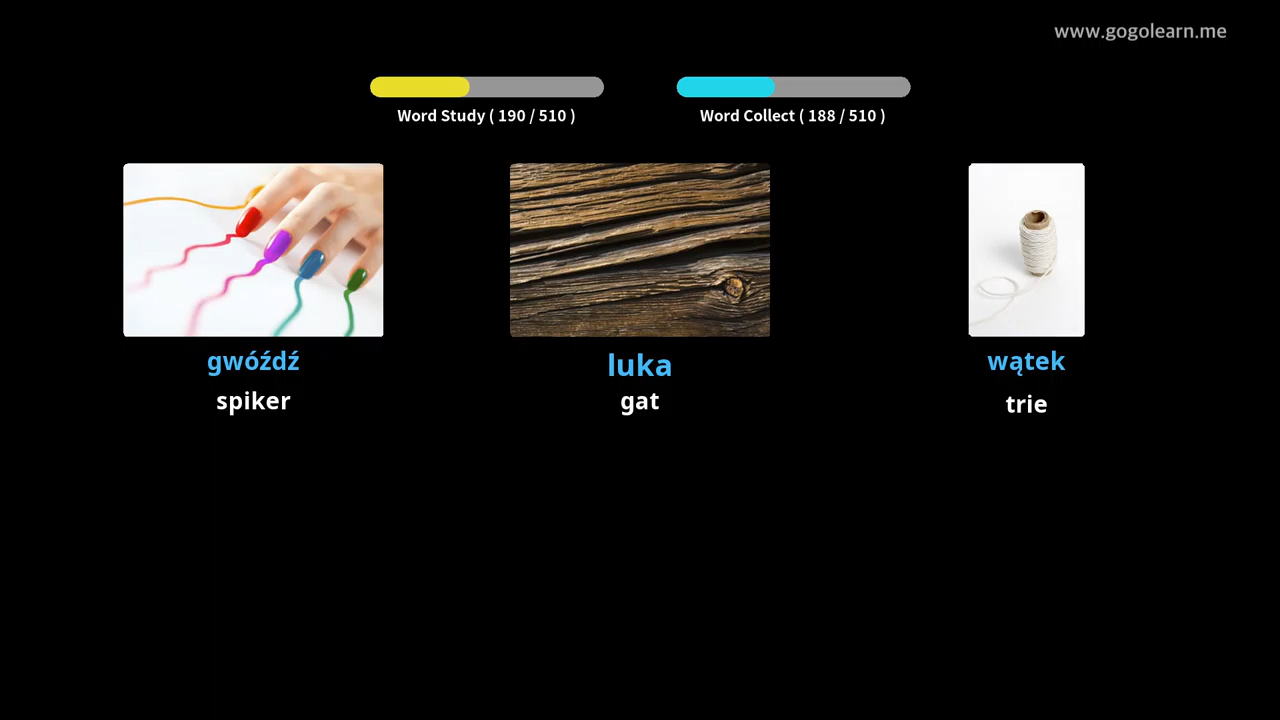 www.gogolearn.me
Word Study ( 190 / 510 )
Word Collect ( 188 / 510 )
gwóźdź
luka
wątek
spiker
gat
trie